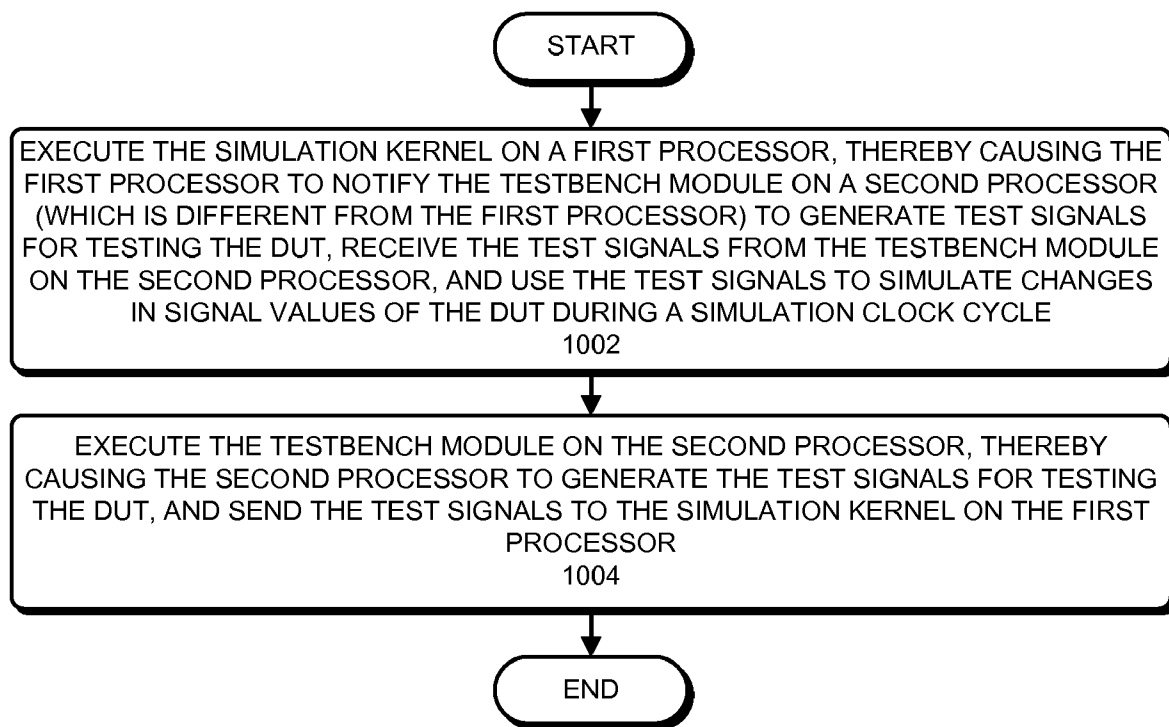 START
EXECUTE THE SIMULATION KERNEL ON A FIRST PROCESSOR, THEREBY CAUSING THE
FIRST PROCESSOR TO NOTIFY THE TESTBENCH MODULE ON A SECOND PROCESSOR
(WHICH IS DIFFERENT FROM THE FIRST PROCESSOR) TO GENERATE TEST SIGNALS
FOR TESTING THE DUT, RECEIVE THE TEST SIGNALS FROM THE TESTBENCH MODULE
ON THE SECOND PROCESSOR, AND USE THE TEST SIGNALS TO SIMULATE CHANGES
IN SIGNAL VALUES OF THE DUT DURING A SIMULATION CLOCK CYCLE
1002
EXECUTE THE TESTBENCH MODULE ON THE SECOND PROCESSOR, THEREBY
CAUSING THE SECOND PROCESSOR TO GENERATE THE TEST SIGNALS FOR TESTING
THE DUT, AND SEND THE TEST SIGNALS TO THE SIMULATION KERNEL ON THE FIRST
PROCESSOR
1004
END